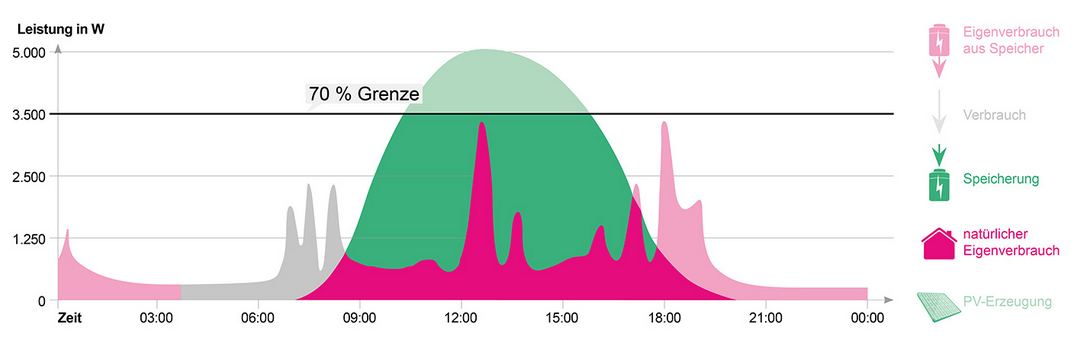 Leistung in W
5.000
70 % Grenze
3.500
2.500
1.250
0
Zeit 03:00 06:00 09:00 12:00 15:00 18:00 21:00 00:00
Eigenverbrauch
aus Speicher
Verbrauch
Speicherung
natürlicher
Eigenverbrauch
PV-Erzeugung